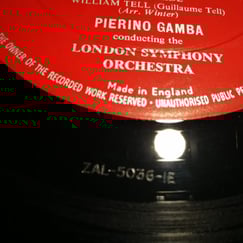 WILLIAM TELL (Guillaume Tell)
(Arr. Winter)
PIERINO GAMBA
conducting the
LONDON SYMPHONY
ORCHESTRA
Made in England
THE OWNER OF THE RECORDED WORK RESERVED • UNAUTHORISED PUBLIC PE
ZAL-5036-1E